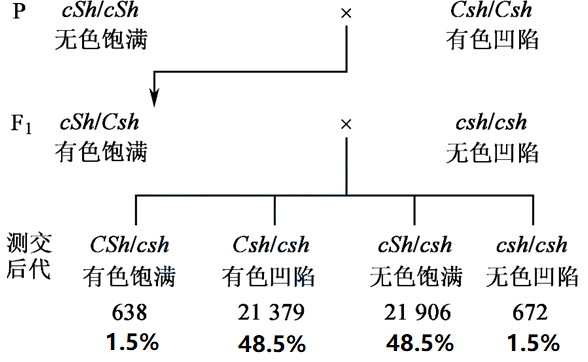 P cSh/cSh × Csh/Csh
无色饱满 有色凹陷
F₁ cSh/Csh × csh/csh
有色饱满 无色凹陷
测交后代 CSh/csh Csh/csh cSh/csh csh/csh
有色饱满 有色凹陷 无色饱满 无色凹陷
638 21 379 21 906 672
1.5% 48.5% 48.5% 1.5%